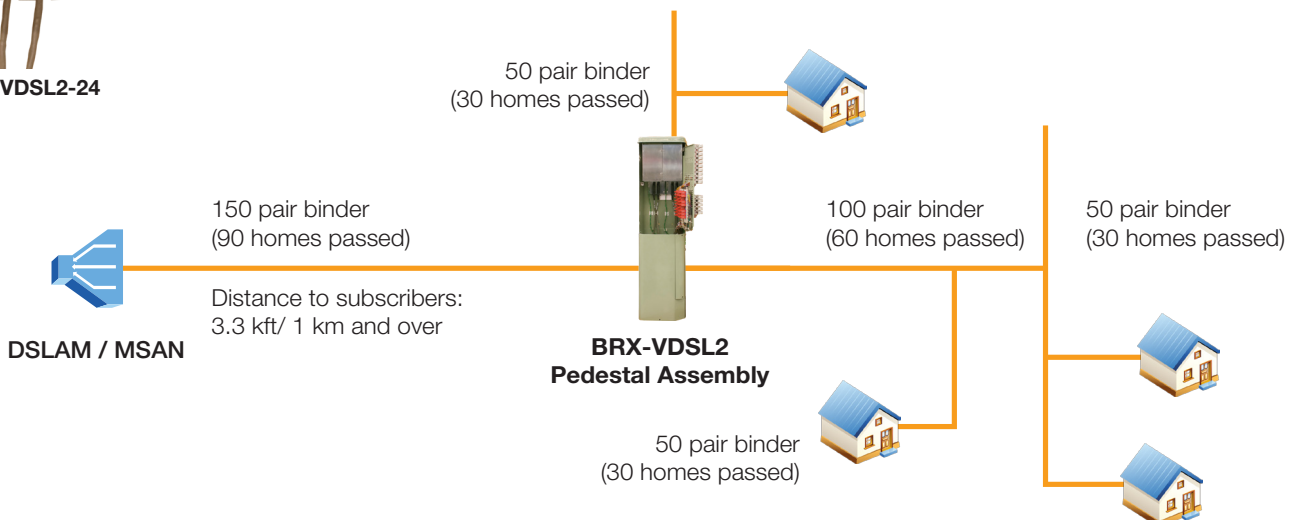 VDSL2-24
50 pair binder
(30 homes passed)
150 pair binder
(90 homes passed)
Distance to subscribers:
3.3 kft/ 1 km and over
DSLAM / MSAN
BRX-VDSL2
Pedestal Assembly
100 pair binder
(60 homes passed)
50 pair binder
(30 homes passed)
50 pair binder
(30 homes passed)